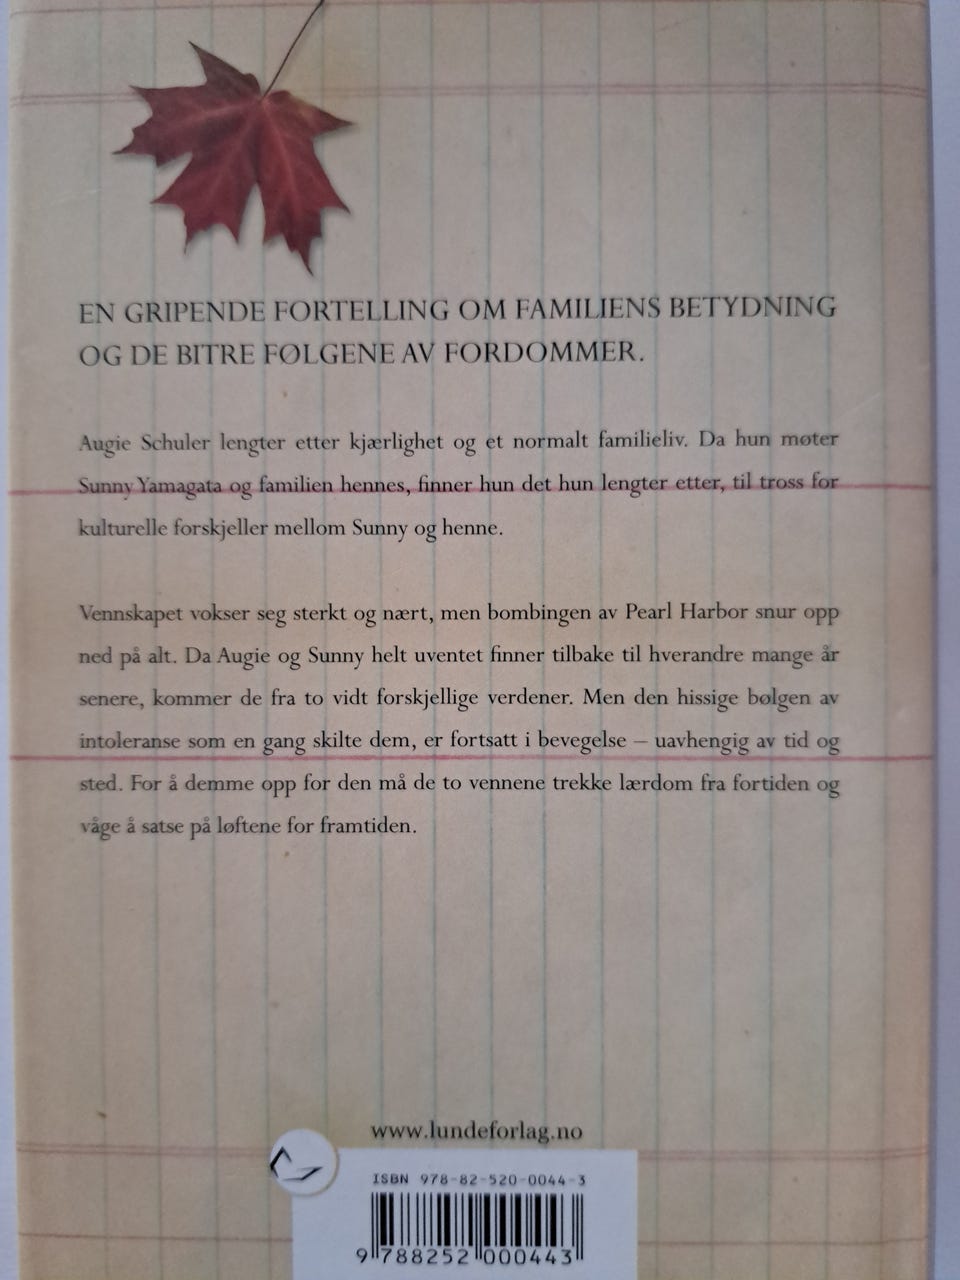 EN GRIPENDE FORTELLING OM FAMILIENS BETYDNING
OG DE BITRE FØLGENE AV FORDOMMER.
Augie Schuler lengter etter kjærlighet og et normalt familieliv. Da hun møter
Sunny Yamagata og familien hennes, finner hun det hun lengter etter, til tross for
kulturelle forskjeller mellom Sunny og henne.
Vennskapet vokser seg sterkt og nært, men bombingen av Pearl Harbor snur opp
ned på alt. Da Augie og Sunny helt uventet finner tilbake til hverandre mange år
senere, kommer de fra to vidt forskjellige verdener. Men den hissige bølgen av
intoleranse som en gang skilte dem, er fortsatt i bevegelse – uavhengig av tid og
sted. For å demme opp for den må de to vennene trekke lærdom fra fortiden og
våge å satse på løftene for framtiden.
www.lundeforlag.no
ISBN 978-82-520-0044-3
9 788252 000443